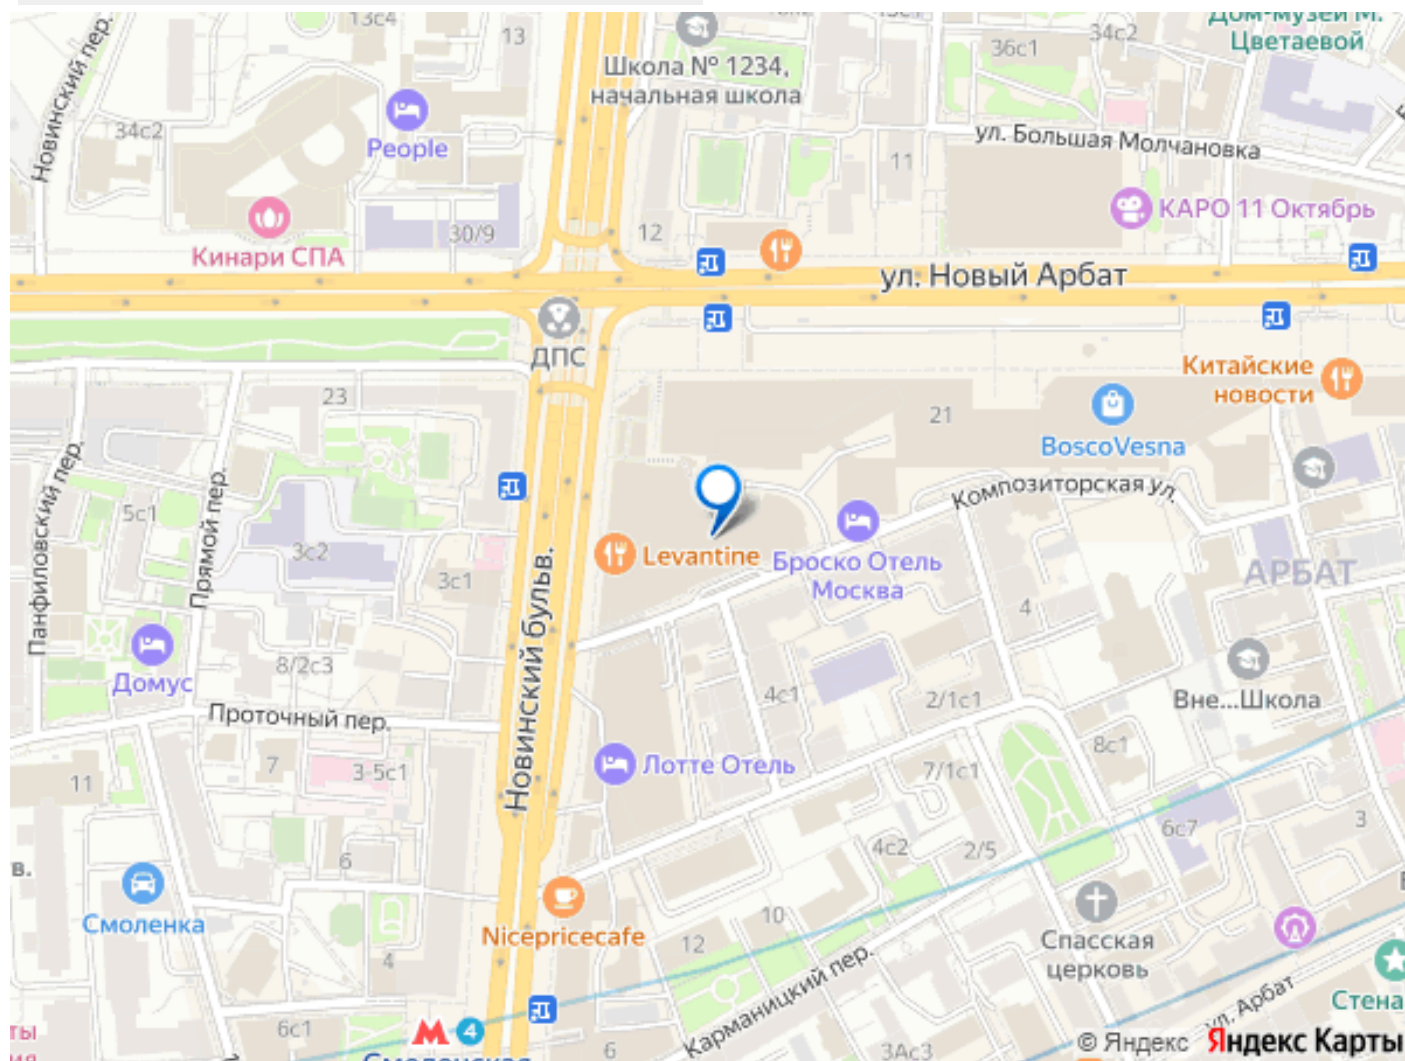 13с4
13
Школа № 1234,
начальная школа
36с1
34с2
Дом-музей М.
Цветаевой
Новинский пер.
34с2
People
ул. Большая Молчановка
11
КАРО 11 Октябрь
30/9
12
Кинари СПА
ул. Новый Арбат
ДПС
Китайские
новости
23
21
BoscoVesna
Панфиловский пер.
Прямой пер.
5с1
Композиторская ул.
3с2
3с1
Levantine
Броско Отель
Москва
АРБАТ
4
Новинский бульв.
8/2с3
Домус
4с1
2/1с1
Вне...Школа
Проточный пер.
8с1
11
7
3-5с1
Лотте Отель
7/1с1
6с7
3
в.
6
4с2
2/5
Смоленка
Nicepricecafe
10
12
Спасская
церковь
4
Карманицкий пер.
ул. Арбат
Стена
ты
6с1
4
Смоленская
6
3Ас3
© Яндекс Яндекс Карты